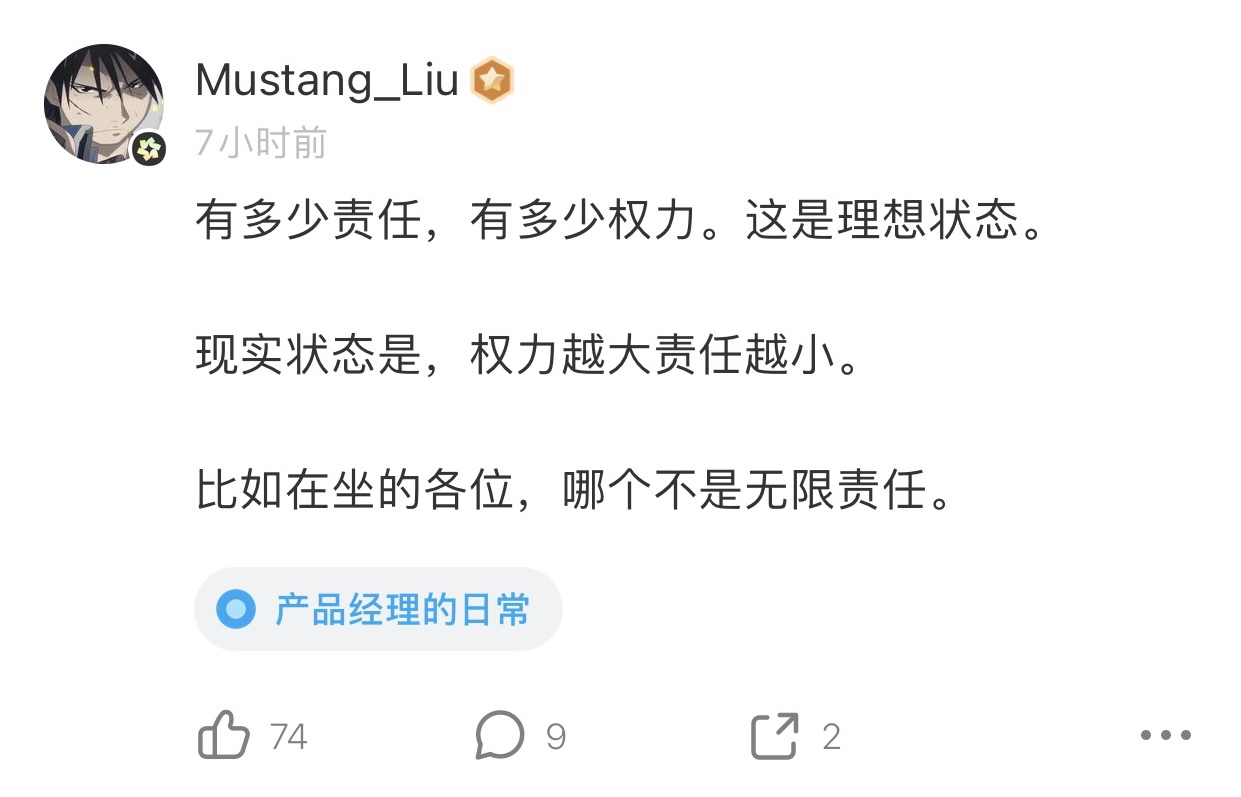 Mustang_Liu
7小时前
有多少责任，有多少权力。这是理想状态。
现实状态是，权力越大责任越小。
比如在坐的各位，哪个不是无限责任。
产品经理的日常
74 9 2